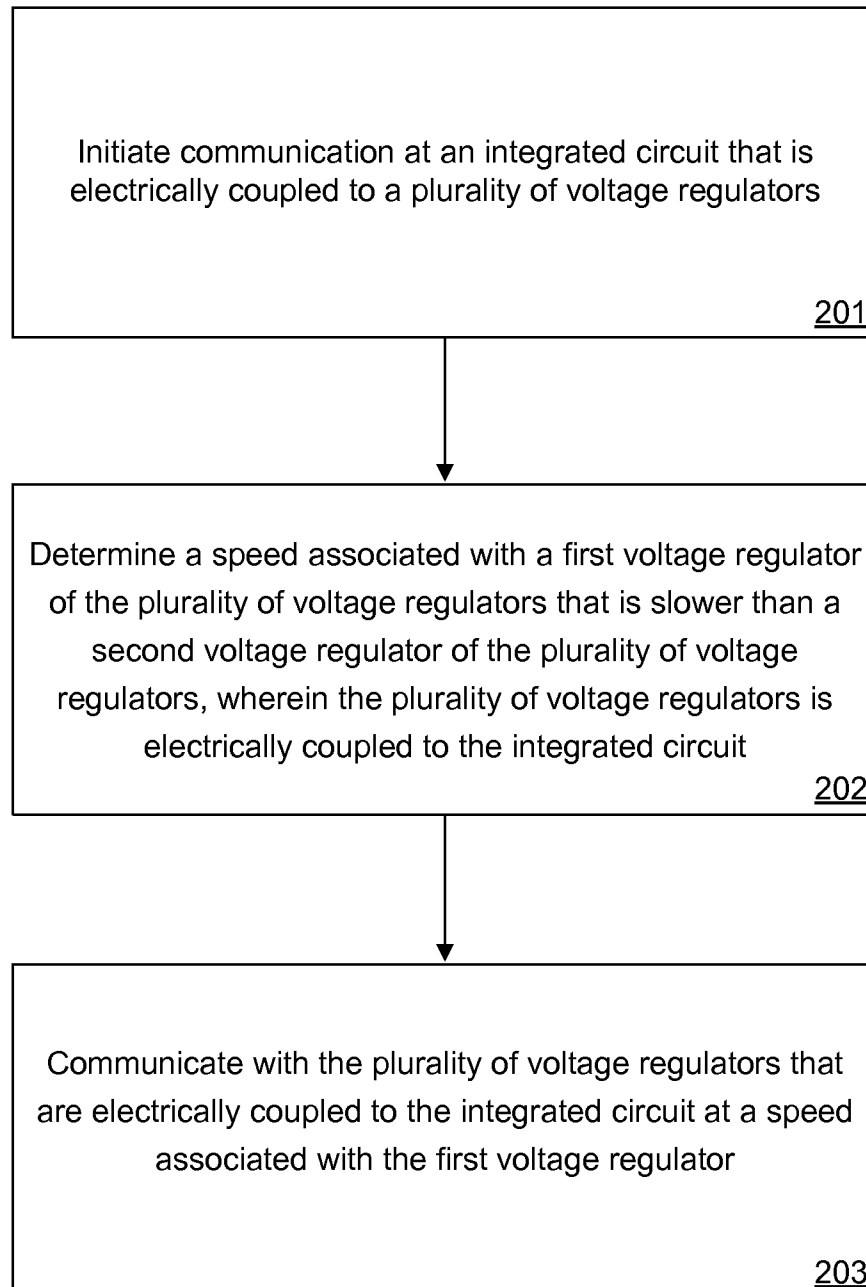 Initiate communication at an integrated circuit that is
electrically coupled to a plurality of voltage regulators
201
Determine a speed associated with a first voltage regulator
of the plurality of voltage regulators that is slower than a
second voltage regulator of the plurality of voltage
regulators, wherein the plurality of voltage regulators is
electrically coupled to the integrated circuit
202
Communicate with the plurality of voltage regulators that
are electrically coupled to the integrated circuit at a speed
associated with the first voltage regulator
203